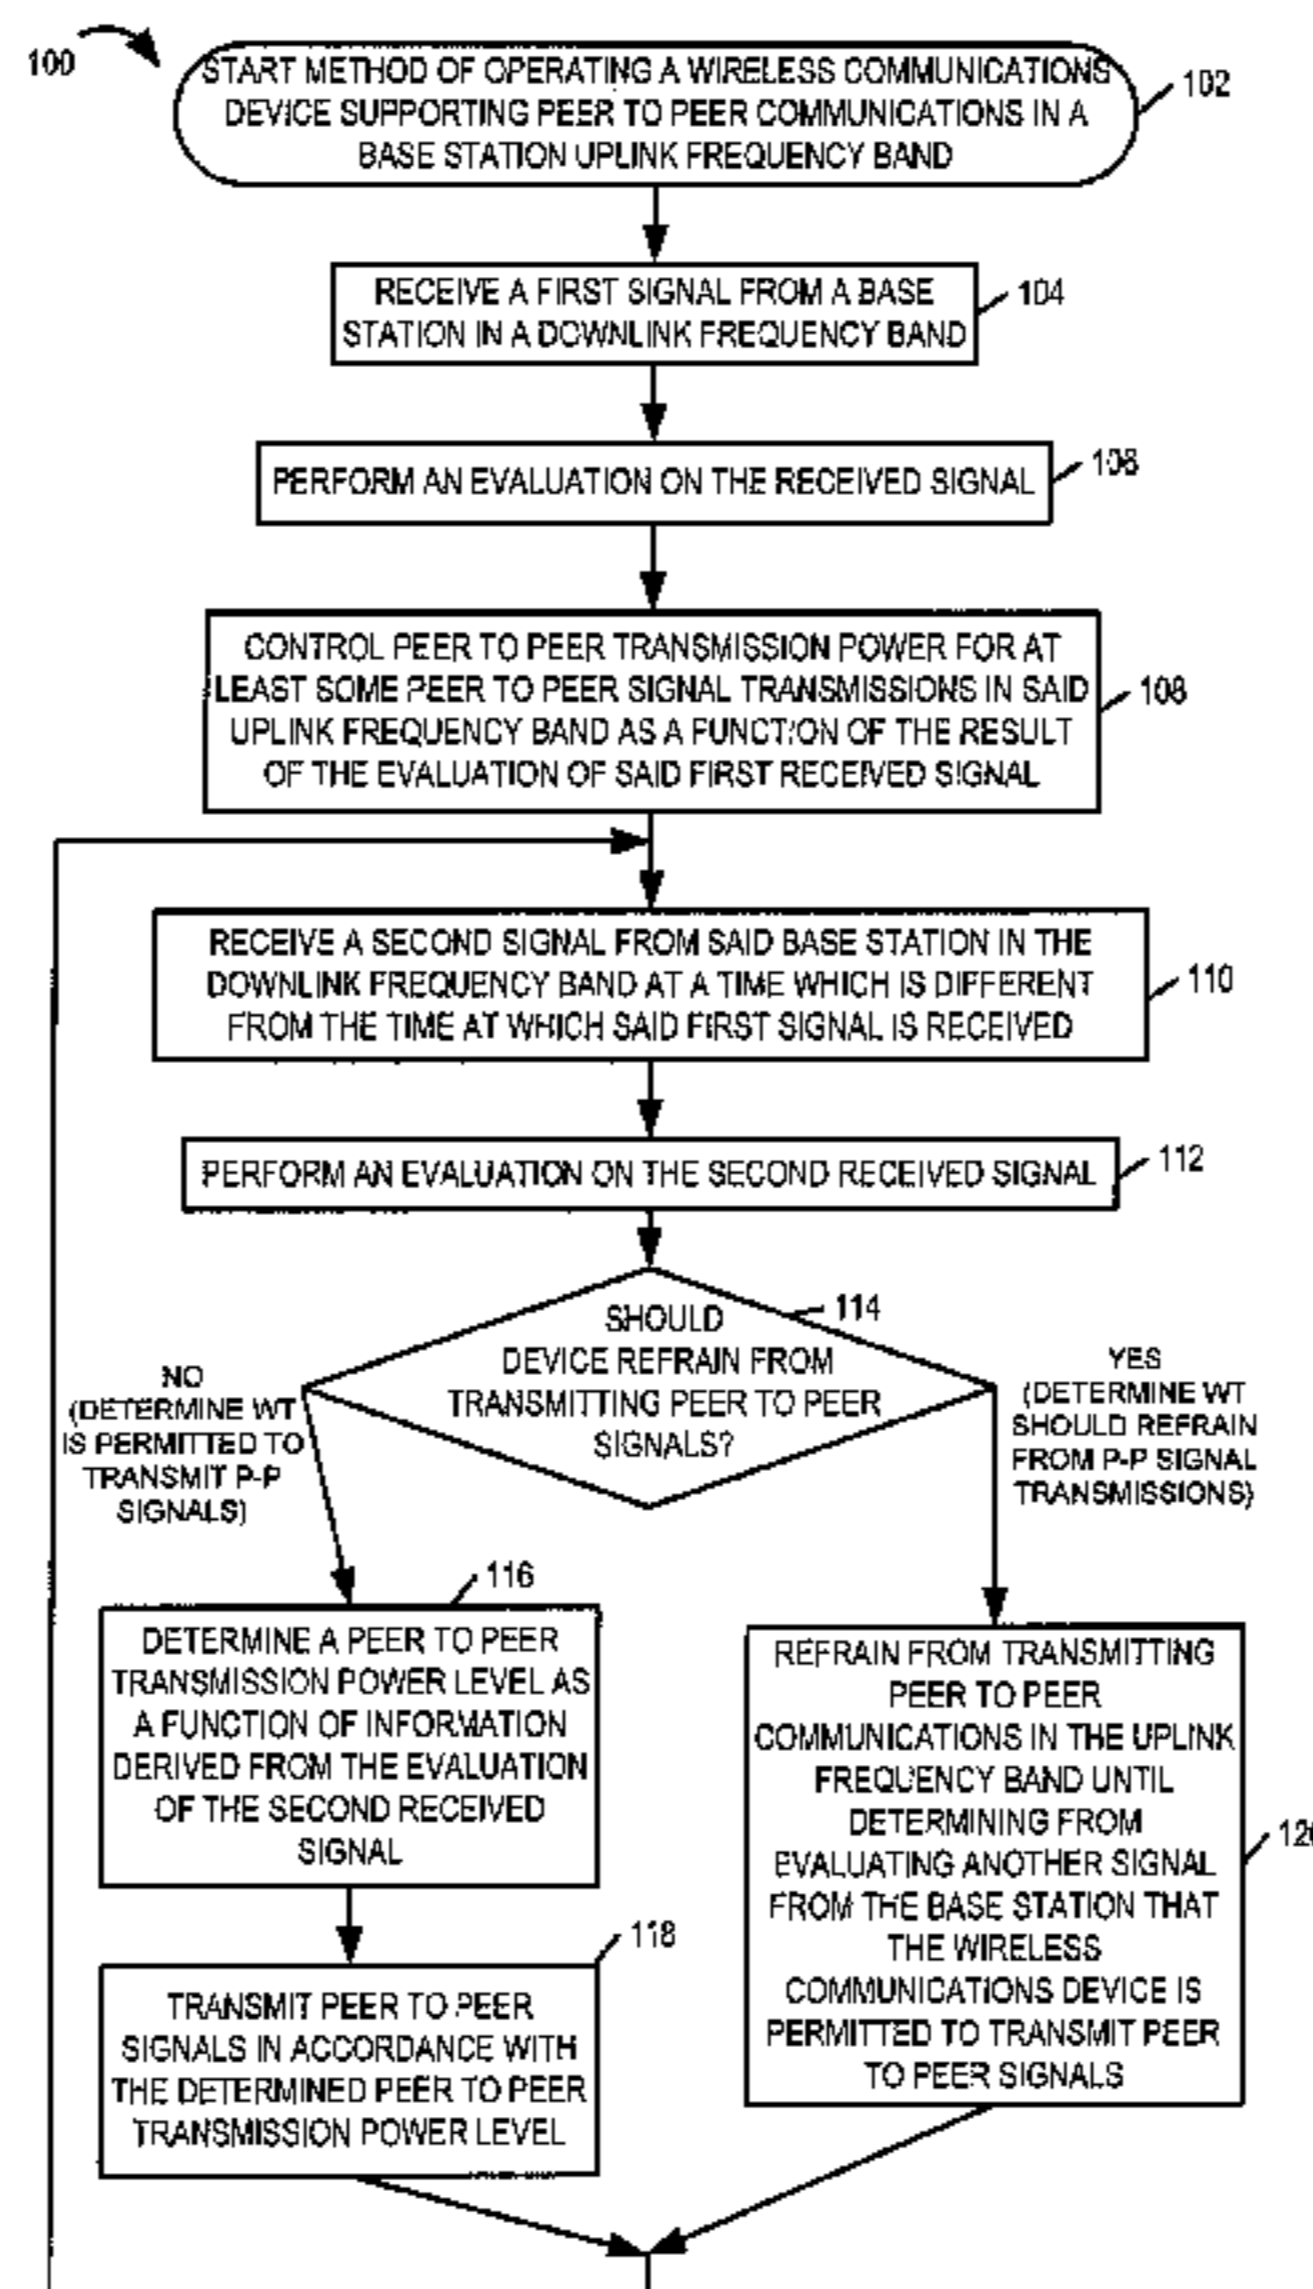 100
START METHOD OF OPERATING A WIRELESS COMMUNICATIONS
DEVICE SUPPORTING PEER TO PEER COMMUNICATIONS IN A
BASE STATION UPLINK FREQUENCY BAND
102
RECEIVE A FIRST SIGNAL FROM A BASE
STATION IN A DOWNLINK FREQUENCY BAND
104
PERFORM AN EVALUATION ON THE RECEIVED SIGNAL
106
CONTROL PEER TO PEER TRANSMISSION POWER FOR AT
LEAST SOME PEER TO PEER SIGNAL TRANSMISSIONS IN SAID
UPLINK FREQUENCY BAND AS A FUNCTION OF THE RESULT
OF THE EVALUATION OF SAID FIRST RECEIVED SIGNAL
108
RECEIVE A SECOND SIGNAL FROM SAID BASE STATION IN THE
DOWNLINK FREQUENCY BAND AT A TIME WHICH IS DIFFERENT
FROM THE TIME AT WHICH SAID FIRST SIGNAL IS RECEIVED
110
PERFORM AN EVALUATION ON THE SECOND RECEIVED SIGNAL
112
SHOULD
DEVICE REFRAIN FROM
TRANSMITTING PEER TO PEER
SIGNALS?
114
NO
(DETERMINE WT
IS PERMITTED TO
TRANSMIT P-P
SIGNALS)
YES
(DETERMINE WT
SHOULD REFRAIN
FROM P-P SIGNAL
TRANSMISSIONS)
116
DETERMINE A PEER TO PEER
TRANSMISSION POWER LEVEL AS
A FUNCTION OF INFORMATION
DERIVED FROM THE EVALUATION
OF THE SECOND RECEIVED
SIGNAL
118
TRANSMIT PEER TO PEER
SIGNALS IN ACCORDANCE WITH
THE DETERMINED PEER TO PEER
TRANSMISSION POWER LEVEL
REFRAIN FROM TRANSMITTING
PEER TO PEER
COMMUNICATIONS IN THE UPLINK
FREQUENCY BAND UNTIL
DETERMINING FROM
EVALUATING ANOTHER SIGNAL
FROM THE BASE STATION THAT
THE WIRELESS
COMMUNICATIONS DEVICE IS
PERMITTED TO TRANSMIT PEER
TO PEER SIGNALS